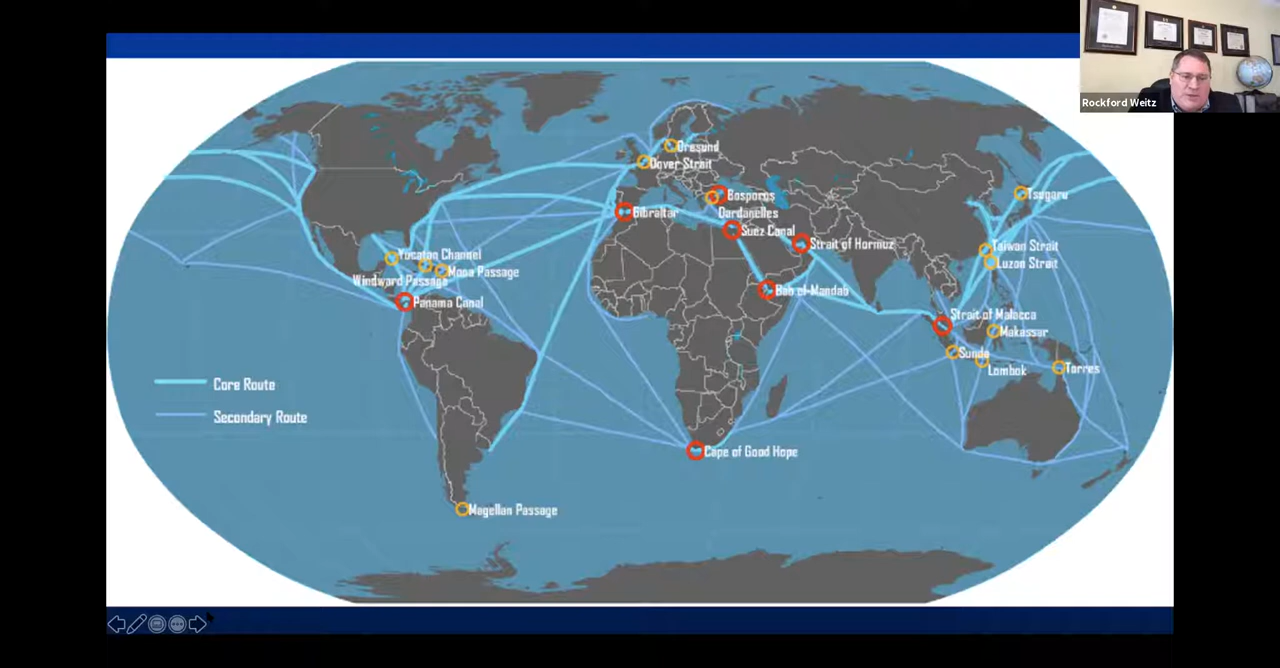 Rockford Weitz
Oresund
Dover Strait
Tsugaru
Bosporos
Dardanelles
Gibraltar
Suez Canal
Strait of Hormuz
Taiwan Strait
Luzon Strait
Yucatan Channel
Mona Passage
Windward Passage
Bab el-Mandab
Panama Canal
Strait of Malacca
Makassar
Sunda
Lombok
Torres
Core Route
Secondary Route
Cape of Good Hope
Magellan Passage